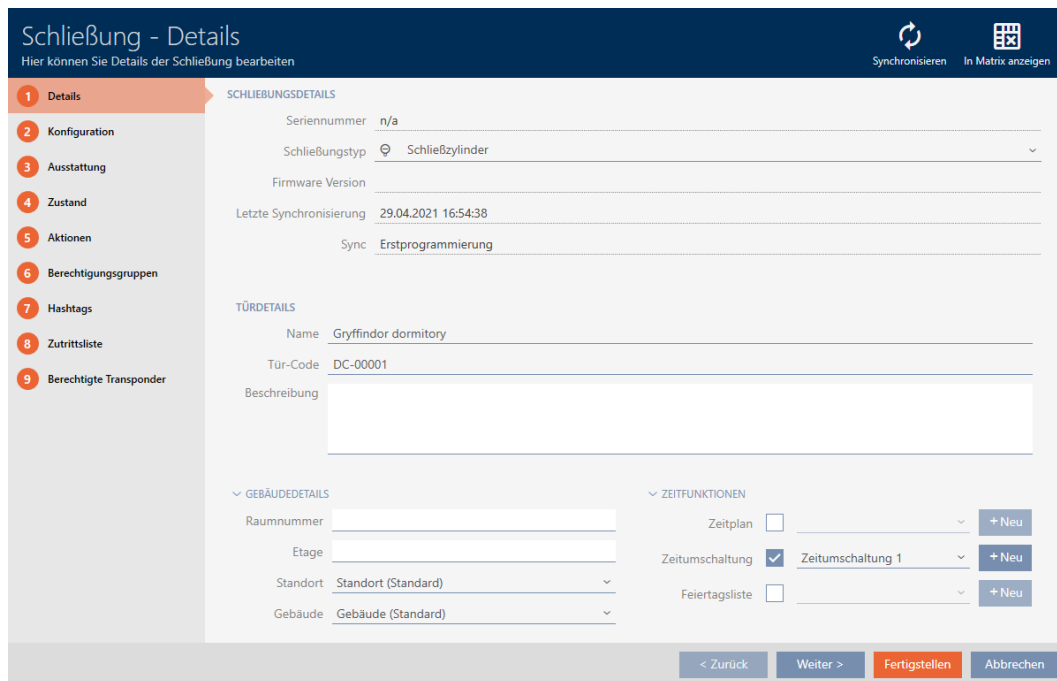 Schließung - Details
Hier können Sie Details der Schließung bearbeiten
Synchronisieren
In Matrix anzeigen
1 Details
2 Konfiguration
3 Ausstattung
4 Zustand
5 Aktionen
6 Berechtigungsgruppen
7 Hashtags
8 Zutrittsliste
9 Berechtigte Transponder
SCHLIEßUNGSDETAILS
Seriennummer n/a
Schließungstyp Schließzylinder
Firmware Version
Letzte Synchronisierung 29.04.2021 16:54:38
Sync Erstprogrammierung
TÜRDETAILS
Name Gryffindor dormitory
Tür-Code DC-00001
Beschreibung
GEBÄUDEDETAILS
Raumnummer
Etage
Standort Standort (Standard)
Gebäude Gebäude (Standard)
ZEITFUNKTIONEN
Zeitplan + Neu
Zeitumschaltung Zeitumschaltung 1 + Neu
Feiertagsliste + Neu
< Zurück
Weiter >
Fertigstellen
Abbrechen